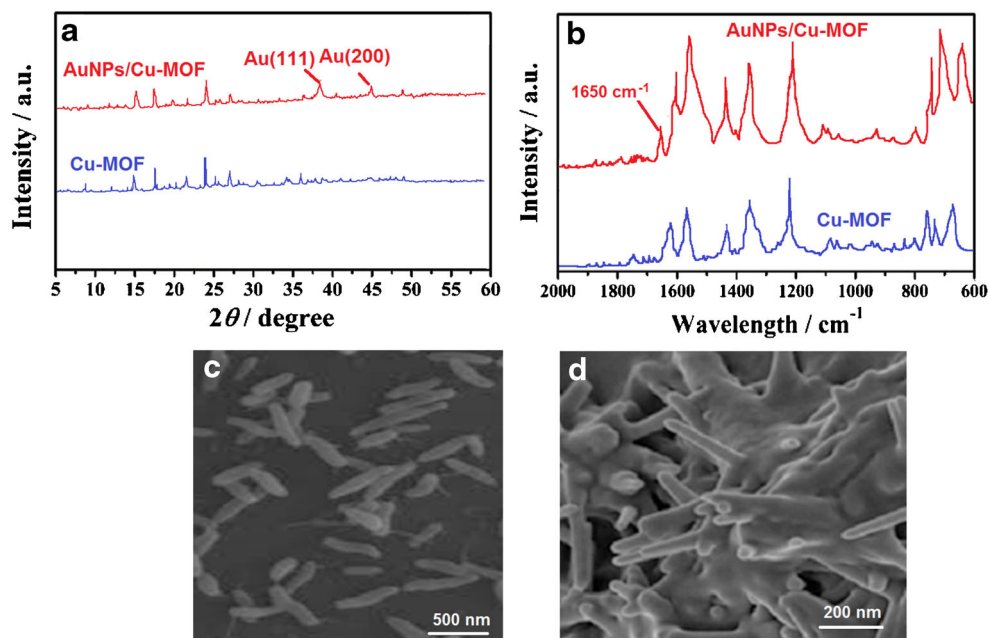 a
Au(111) Au(200)
AuNPs/Cu-MOF
Cu-MOF
Intensity / a.u.
5 10 15 20 25 30 35 40 45 50 55 60
2θ / degree
b
AuNPs/Cu-MOF
1650 cm⁻¹
Cu-MOF
Intensity / a.u.
2000 1800 1600 1400 1200 1000 800 600
Wavelength / cm⁻¹
c
500 nm
d
200 nm